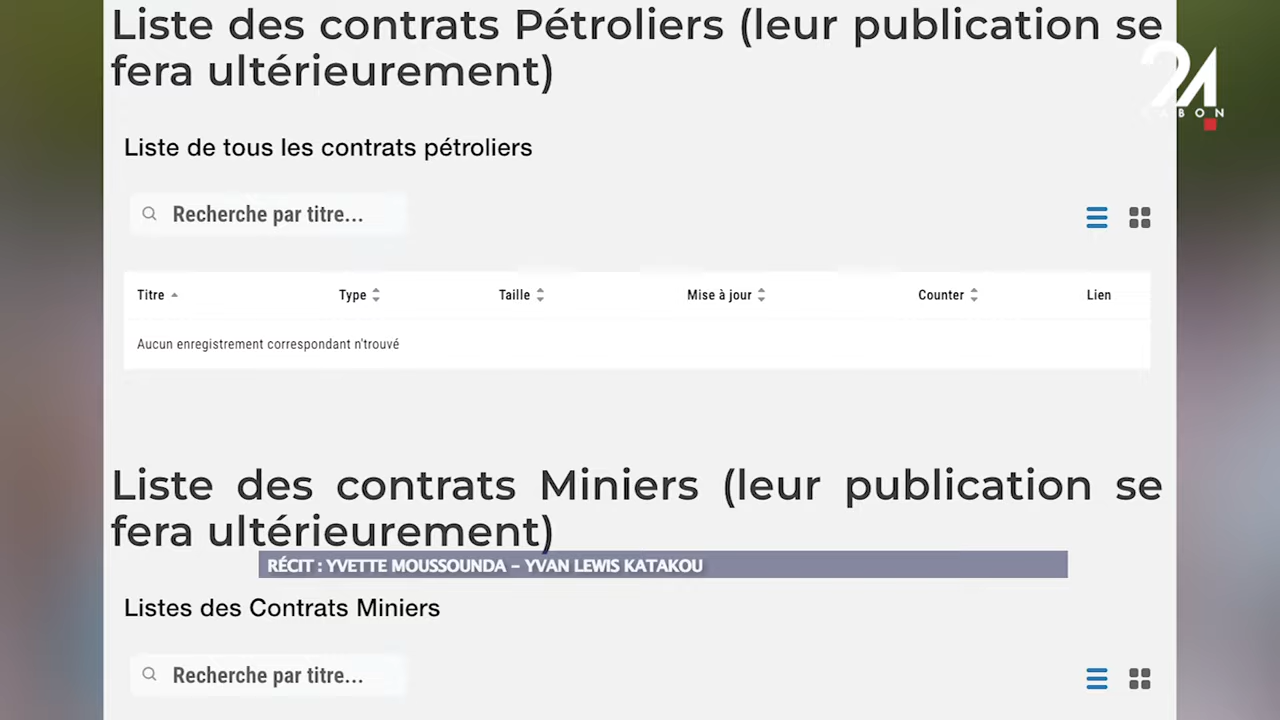 Liste des contrats Pétroliers (leur publication se
fera ultérieurement)
24
GABON
Liste de tous les contrats pétroliers
Recherche par titre...
Titre Type Taille Mise à jour Counter Lien
Aucun enregistrement correspondant n'trouvé
Liste des contrats Miniers (leur publication se
fera ultérieurement)
RÉCIT : YVETTE MOUSSOUNDA – YVAN LEWIS KATAKOU
Listes des Contrats Miniers
Recherche par titre...